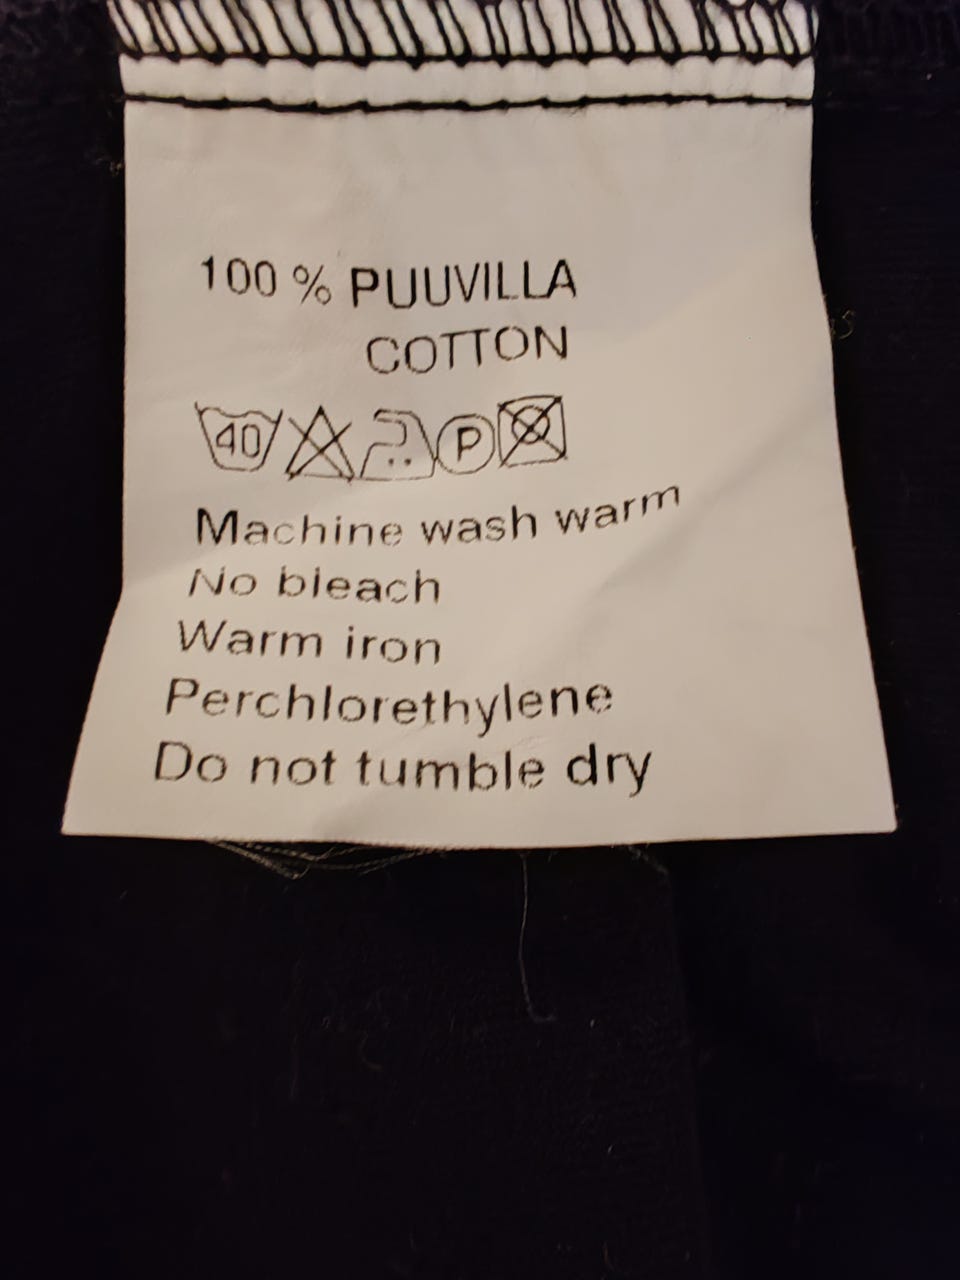 100 % PUUVILLA
COTTON
40 P
Machine wash warm
No bleach
Warm iron
Perchlorethylene
Do not tumble dry